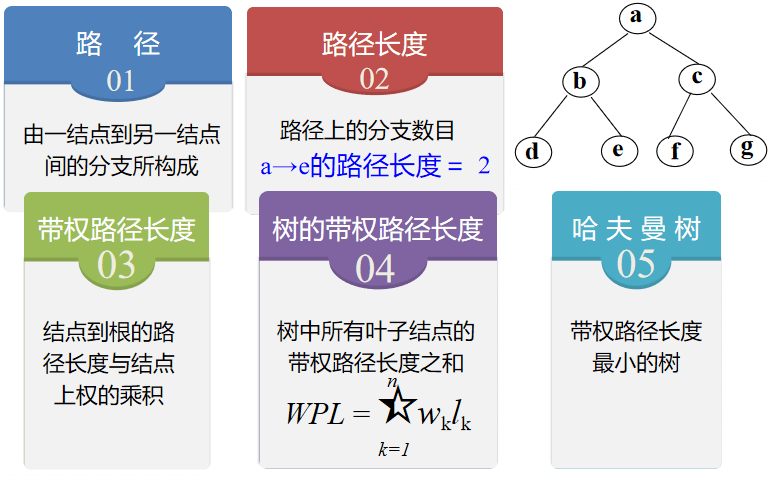 路 径
01
由一结点到另一结点
间的分支所构成
路径长度
02
路径上的分支数目
a→e的路径长度 = 2
a
b
c
d
e
f
g
带权路径长度
03
结点到根的路
径长度与结点
上权的乘积
树的带权路径长度
04
树中所有叶子结点的
带权路径长度之和
n
WPL = ☆ wklk
k=1
哈 夫 曼 树
05
带权路径长度
最小的树